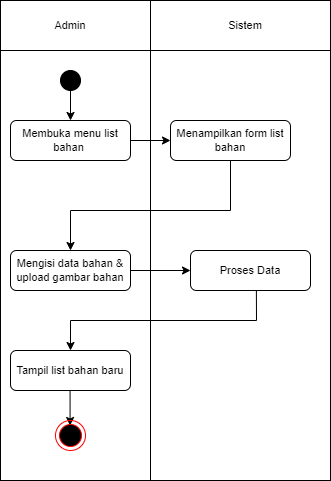 Admin
Sistem
Membuka menu list
bahan
Menampilkan form list
bahan
Mengisi data bahan &
upload gambar bahan
Proses Data
Tampil list bahan baru